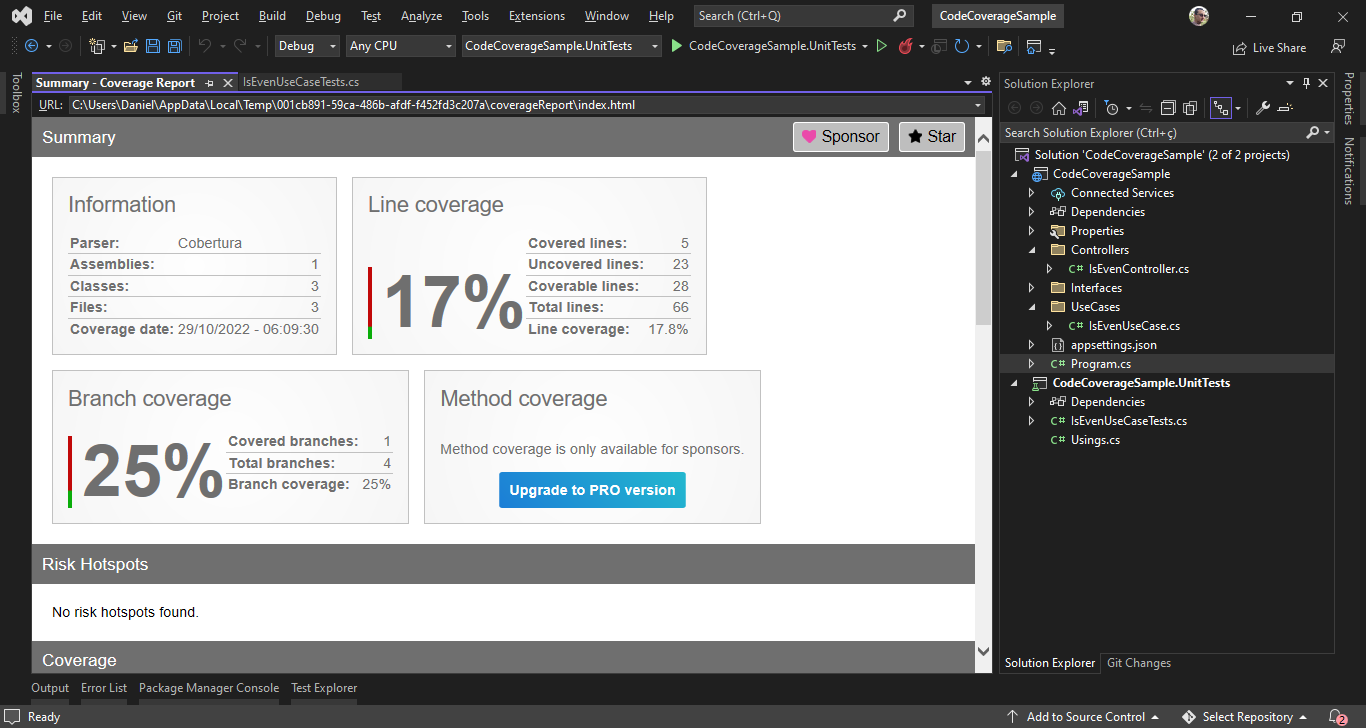 File Edit View Git Project Build Debug Test Analyze Tools Extensions Window Help Search (Ctrl+Q) CodeCoverageSample
Debug Any CPU CodeCoverageSample.UnitTests CodeCoverageSample.UnitTests Live Share
Toolbox
Summary - Coverage Report IsEvenUseCaseTests.cs
URL: C:\Users\Daniel\AppData\Local\Temp\001cb891-59ca-486b-afdf-f452fd3c207a\coverageReport\index.html
Summary Sponsor Star
Information
Parser: Cobertura
Assemblies: 1
Classes: 3
Files: 3
Coverage date: 29/10/2022 - 06:09:30
Line coverage
17%
Covered lines: 5
Uncovered lines: 23
Coverable lines: 28
Total lines: 66
Line coverage: 17.8%
Branch coverage
25%
Covered branches: 1
Total branches: 4
Branch coverage: 25%
Method coverage
Method coverage is only available for sponsors.
Upgrade to PRO version
Risk Hotspots
No risk hotspots found.
Coverage
Solution Explorer
Search Solution Explorer (Ctrl+ç)
Solution 'CodeCoverageSample' (2 of 2 projects)
CodeCoverageSample
Connected Services
Dependencies
Properties
Controllers
C# IsEvenController.cs
Interfaces
UseCases
C# IsEvenUseCase.cs
appsettings.json
C# Program.cs
CodeCoverageSample.UnitTests
Dependencies
C# IsEvenUseCaseTests.cs
C# Usings.cs
Solution Explorer Git Changes
Properties
Notifications
Output Error List Package Manager Console Test Explorer
Ready Add to Source Control Select Repository 2